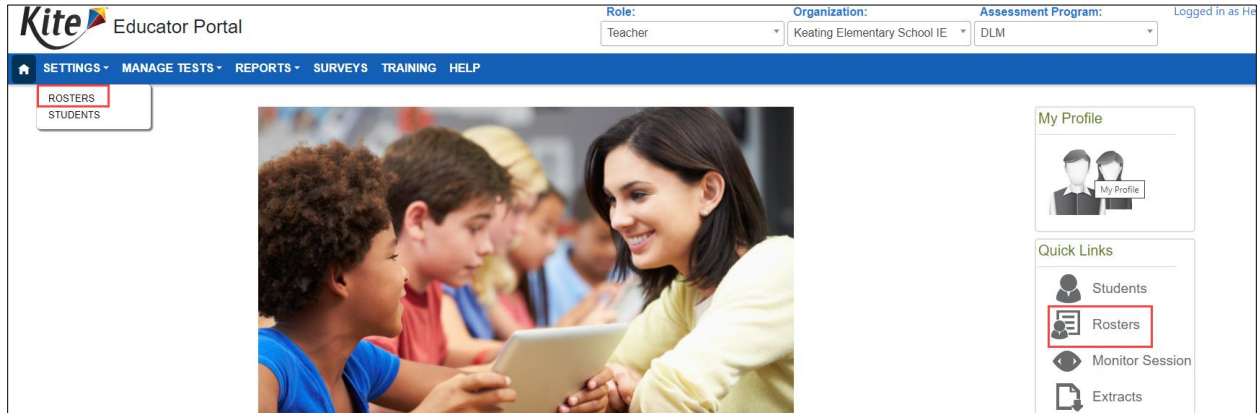 Kite Educator Portal
Role: Organization: Assessment Program: Logged in as He
Teacher Keating Elementary School IE DLM
SETTINGS MANAGE TESTS REPORTS SURVEYS TRAINING HELP
ROSTERS
STUDENTS
My Profile
My Profile
Quick Links
Students
Rosters
Monitor Session
Extracts